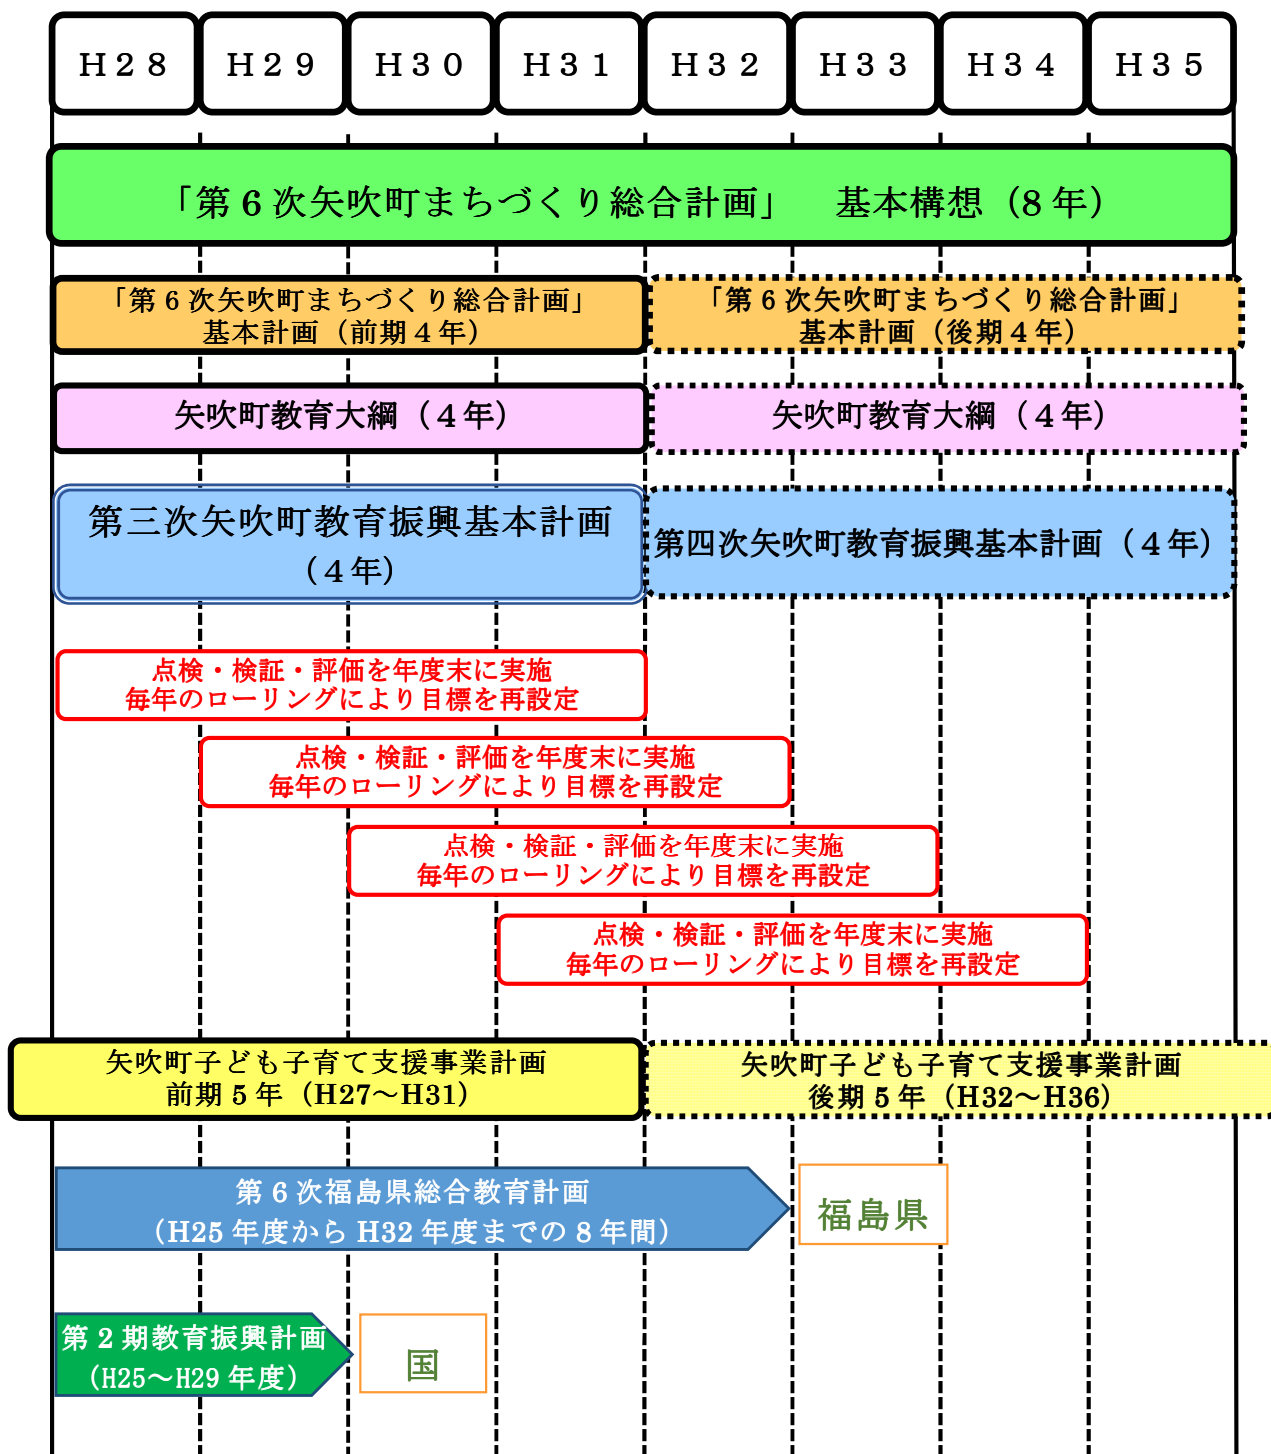 H28 H29 H30 H31 H32 H33 H34 H35
「第6次矢吹町まちづくり総合計画」　基本構想（8年）
「第6次矢吹町まちづくり総合計画」
基本計画（前期4年）
「第6次矢吹町まちづくり総合計画」
基本計画（後期4年）
矢吹町教育大綱（4年）
矢吹町教育大綱（4年）
第三次矢吹町教育振興基本計画
（4年）
第四次矢吹町教育振興基本計画（4年）
点検・検証・評価を年度末に実施
毎年のローリングにより目標を再設定
点検・検証・評価を年度末に実施
毎年のローリングにより目標を再設定
点検・検証・評価を年度末に実施
毎年のローリングにより目標を再設定
点検・検証・評価を年度末に実施
毎年のローリングにより目標を再設定
矢吹町子ども子育て支援事業計画
前期5年（H27～H31）
矢吹町子ども子育て支援事業計画
後期5年（H32～H36）
第6次福島県総合教育計画
（H25年度からH32年度までの8年間）
福島県
第2期教育振興計画
（H25～H29年度）
国